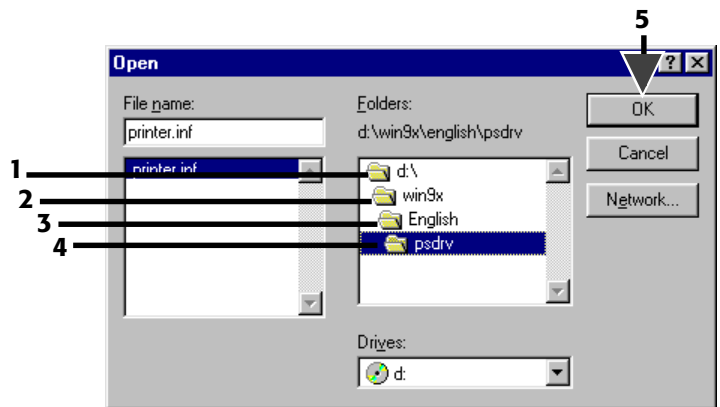 5
Open
File name:
printer.inf
printer.inf
Folders:
d:\win9x\english\psdrv
1
d:\
2
win9x
3
English
4
psdrv
Drives:
d:
OK
Cancel
Network...